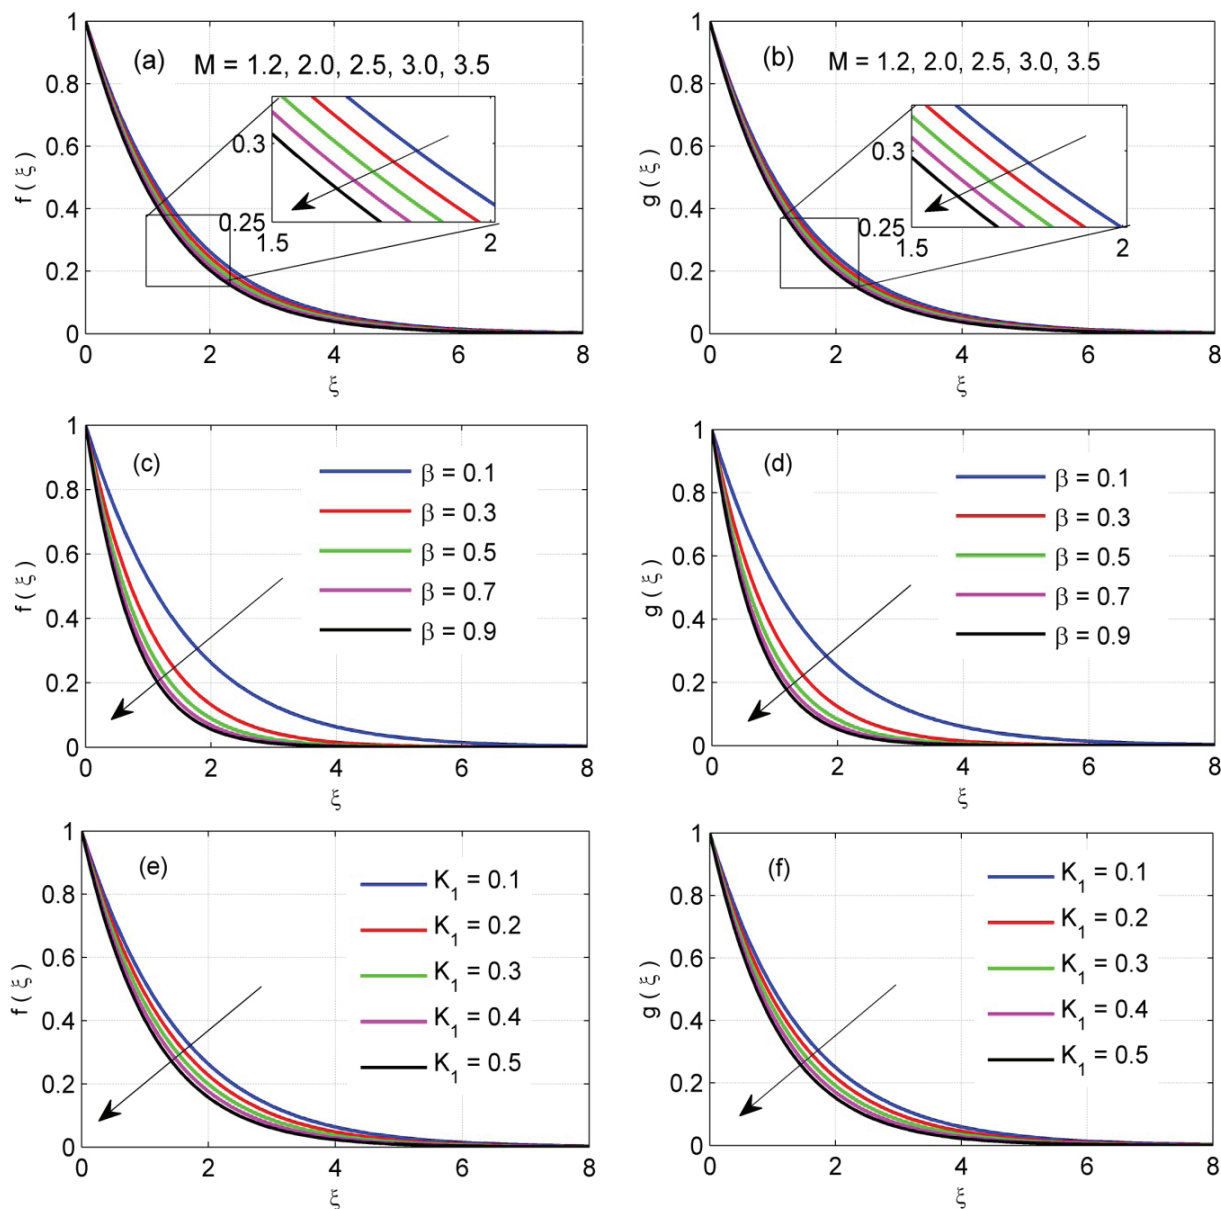 (a)
M = 1.2, 2.0, 2.5, 3.0, 3.5
1
0.8
0.6
0.4
0.2
0
f ( ξ )
0.3
0.25
1.5
2
0
2
4
6
8
ξ
(b)
M = 1.2, 2.0, 2.5, 3.0, 3.5
1
0.8
0.6
0.4
0.2
0
g ( ξ )
0.3
0.25
1.5
2
0
2
4
6
8
ξ
(c)
β = 0.1
β = 0.3
β = 0.5
β = 0.7
β = 0.9
1
0.8
0.6
0.4
0.2
0
f ( ξ )
0
2
4
6
8
ξ
(d)
β = 0.1
β = 0.3
β = 0.5
β = 0.7
β = 0.9
1
0.8
0.6
0.4
0.2
0
g ( ξ )
0
2
4
6
8
ξ
(e)
K₁ = 0.1
K₁ = 0.2
K₁ = 0.3
K₁ = 0.4
K₁ = 0.5
1
0.8
0.6
0.4
0.2
0
f ( ξ )
0
2
4
6
8
ξ
(f)
K₁ = 0.1
K₁ = 0.2
K₁ = 0.3
K₁ = 0.4
K₁ = 0.5
1
0.8
0.6
0.4
0.2
0
g ( ξ )
0
2
4
6
8
ξ